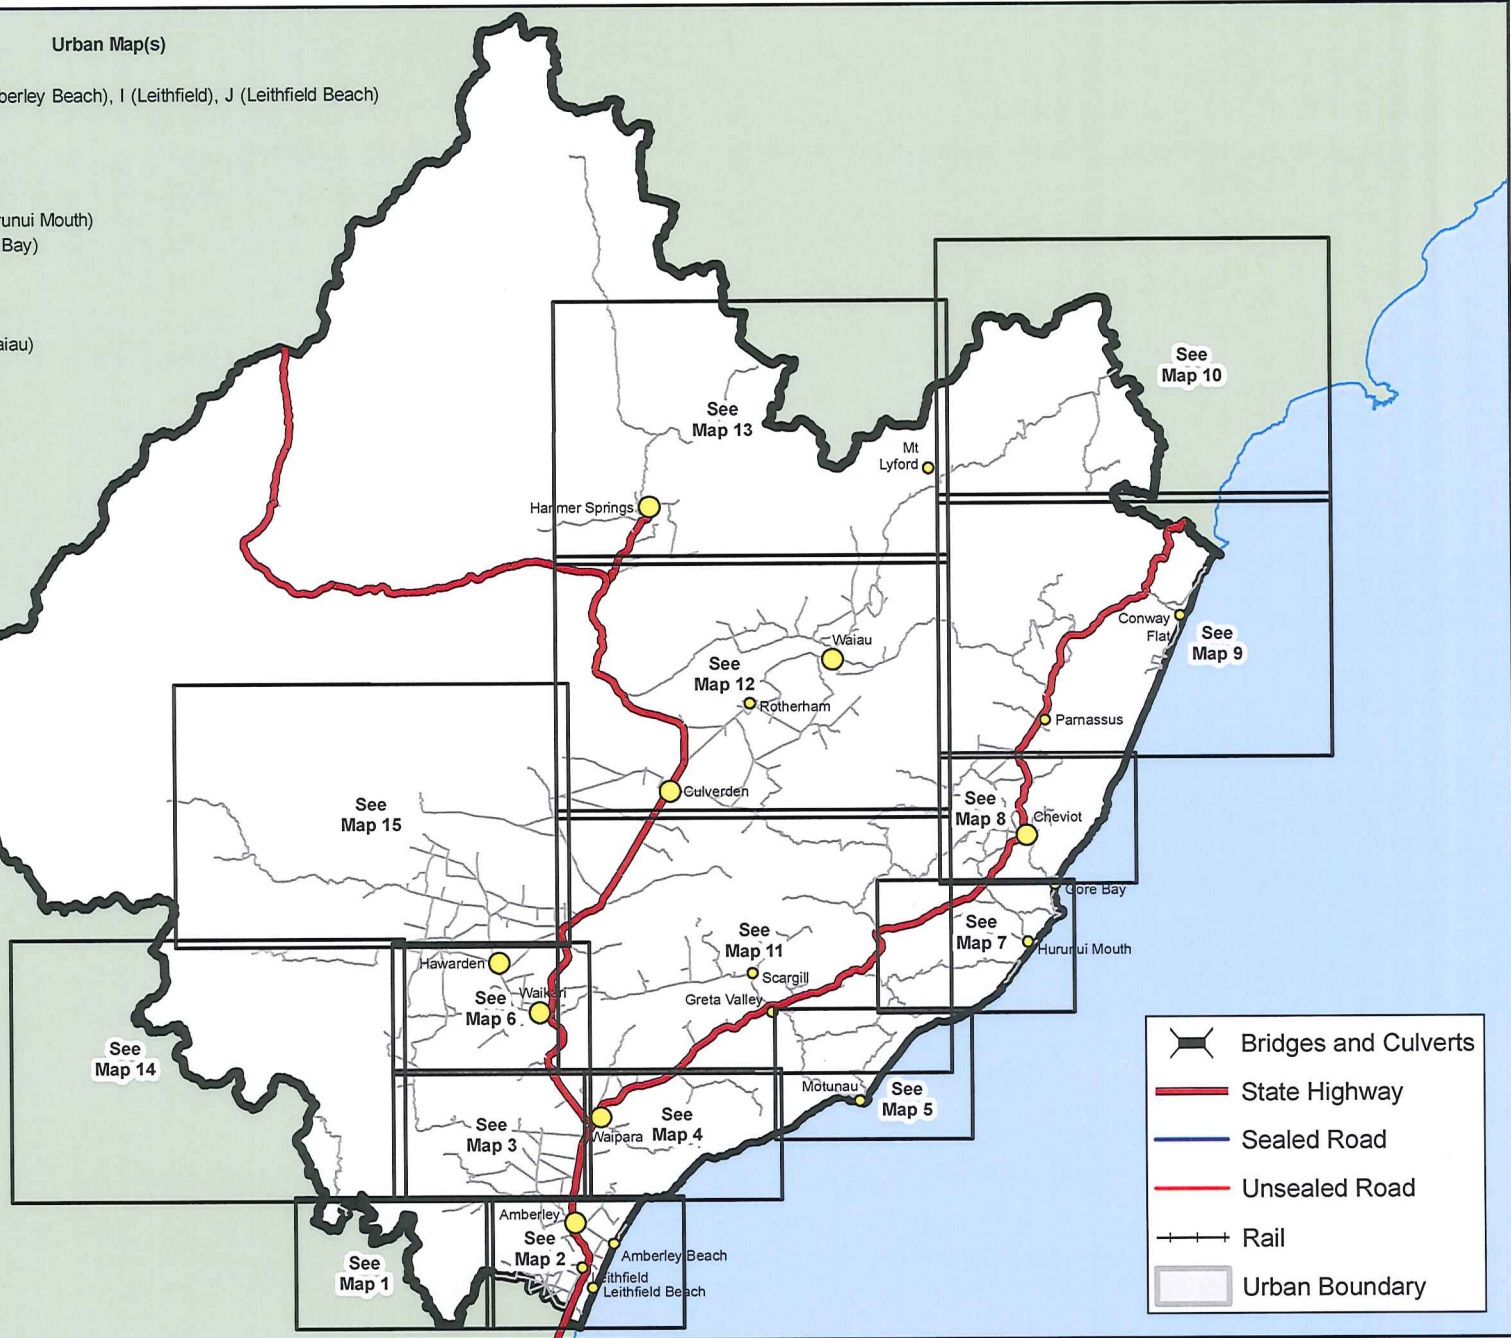 Urban Map(s)
berley Beach), I (Leithfield), J (Leithfield Beach)
runui Mouth)
Bay)
aiau)
See
Map 10
See
Map 13
Mt
Lyford
Hanmer Springs
Conway
Flat
See
Map 9
Waiau
See
Map 12
Rotherham
Parnassus
Culverden
See
Map 15
See
Map 8
Cheviot
Gore Bay
See
Map 7
Hurunui Mouth
See
Map 11
Scargill
Greta Valley
Hawarden
Waikari
See
Map 6
See
Map 14
Motunau
See
Map 5
See
Map 3
Waipara
See
Map 4
Amberley
See
Map 2
Amberley Beach
Leithfield
Leithfield Beach
See
Map 1
Bridges and Culverts
State Highway
Sealed Road
Unsealed Road
Rail
Urban Boundary